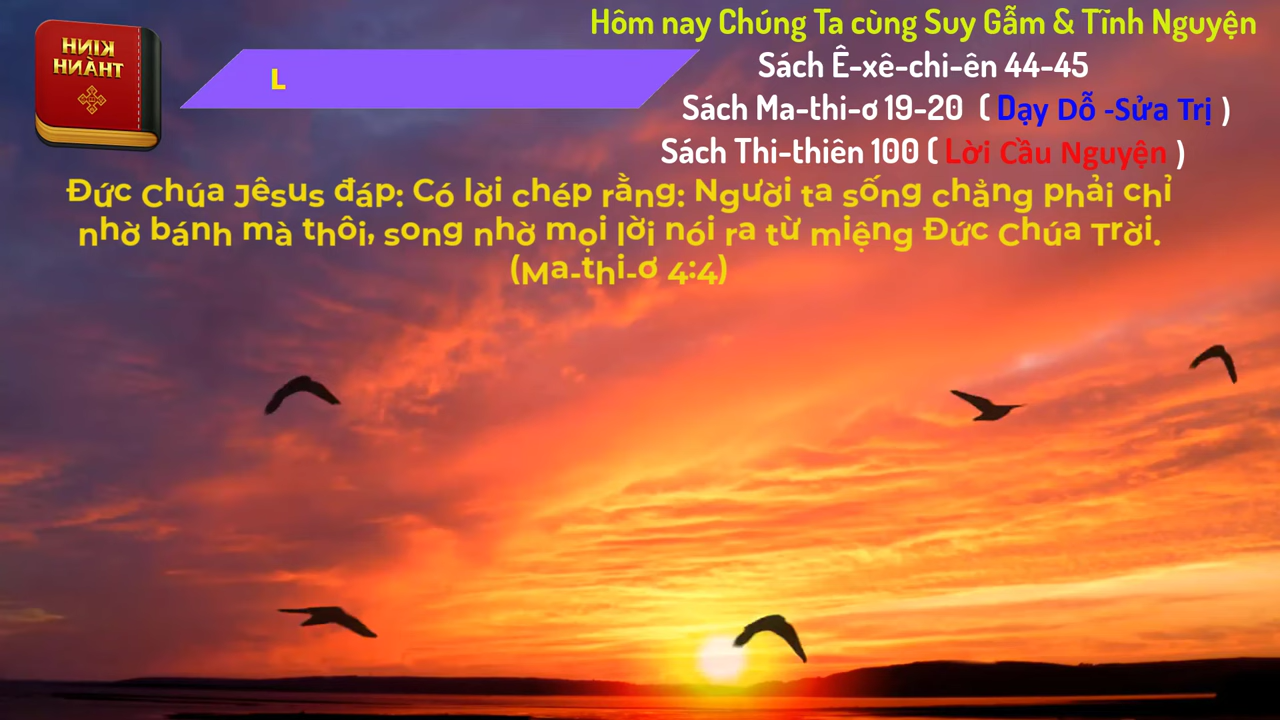 KINH
THÁNH
L
Hôm nay Chúng Ta cùng Suy Gẫm & Tĩnh Nguyện
Sách Ê-xê-chi-ên 44-45
Sách Ma-thi-ơ 19-20 ( Dạy Dỗ -Sửa Trị )
Sách Thi-thiên 100 ( Lời Cầu Nguyện )
Đức Chúa Jêsus đáp: Có lời chép rằng: Người ta sống chẳng phải chỉ
nhờ bánh mà thôi, song nhờ mọi lời nói ra từ miệng Đức Chúa Trời.
(Ma-thi-ơ 4:4)